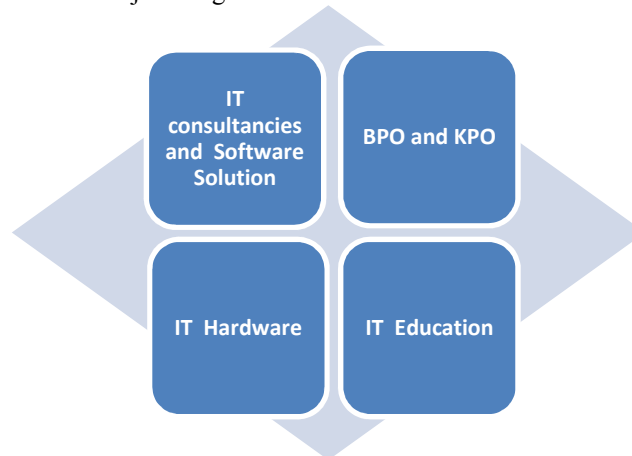 IT
consultancies
and Software
Solution
BPO and KPO
IT Hardware
IT Education